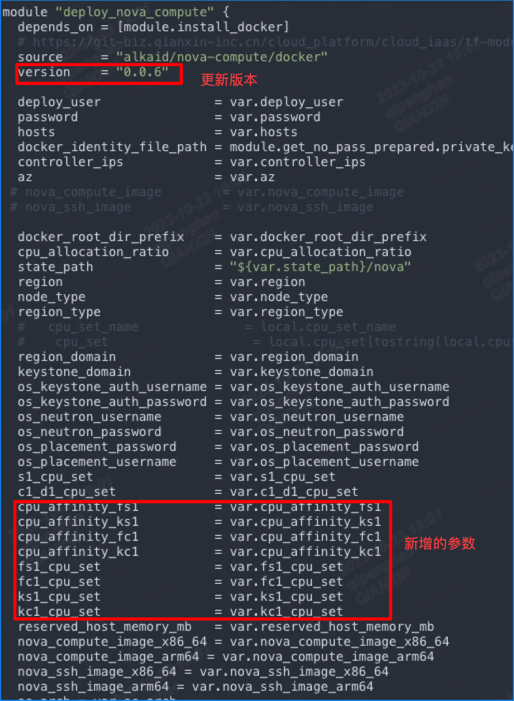 module "deploy_nova_compute" {
depends_on = [module.install_docker]
# https://git-biz.qianxin-inc.cn/cloud_platform/cloud_iaas/tf-mod
source = "alkaid/nova-compute/docker"
version = "0.0.6"
更新版本
deploy_user = var.deploy_user
password = var.password
hosts = var.hosts
docker_identity_file_path = module.get_no_pass_prepared.private_ke
controller_ips = var.controller_ips
az = var.az
# nova_compute_image = var.nova_compute_image
# nova_ssh_image = var.nova_ssh_image
docker_root_dir_prefix = var.docker_root_dir_prefix
cpu_allocation_ratio = var.cpu_allocation_ratio
state_path = "${var.state_path}/nova"
region = var.region
node_type = var.node_type
region_type = var.region_type
# cpu_set_name = local.cpu_set_name
# cpu_set = local.cpu_set[tostring(local.cpus
region_domain = var.region_domain
keystone_domain = var.keystone_domain
os_keystone_auth_username = var.os_keystone_auth_username
os_keystone_auth_password = var.os_keystone_auth_password
os_neutron_username = var.os_neutron_username
os_neutron_password = var.os_neutron_password
os_placement_password = var.os_placement_password
os_placement_username = var.os_placement_username
s1_cpu_set = var.s1_cpu_set
c1_d1_cpu_set = var.c1_d1_cpu_set
cpu_affinity_fs1 = var.cpu_affinity_fs1
cpu_affinity_ks1 = var.cpu_affinity_ks1
cpu_affinity_fc1 = var.cpu_affinity_fc1
cpu_affinity_kc1 = var.cpu_affinity_kc1
新增的参数
fs1_cpu_set = var.fs1_cpu_set
fc1_cpu_set = var.fc1_cpu_set
ks1_cpu_set = var.ks1_cpu_set
kc1_cpu_set = var.kc1_cpu_set
reserved_host_memory_mb = var.reserved_host_memory_mb
nova_compute_image_x86_64 = var.nova_compute_image_x86_64
nova_compute_image_arm64 = var.nova_compute_image_arm64
nova_ssh_image_x86_64 = var.nova_ssh_image_x86_64
nova_ssh_image_arm64 = var.nova_ssh_image_arm64